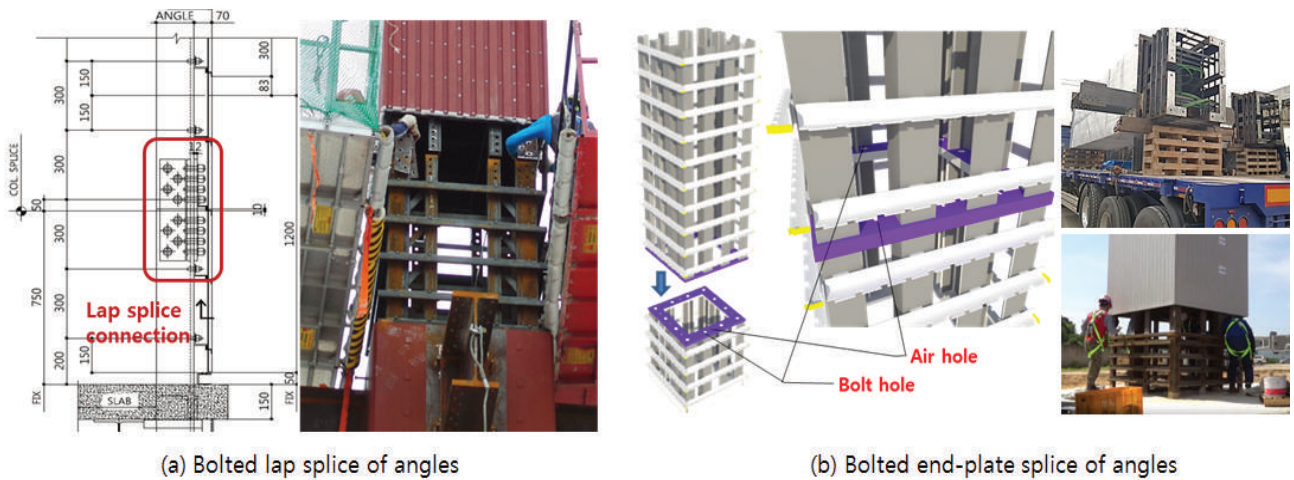 ANGLE 70
300
150
300
83
150
12
300
COL. SPLICE
50
10
300
1200
750
300
Lap splice
connection
200
150
50
FIX
SLAB
150
FIX
Air hole
Bolt hole
(a) Bolted lap splice of angles
(b) Bolted end-plate splice of angles